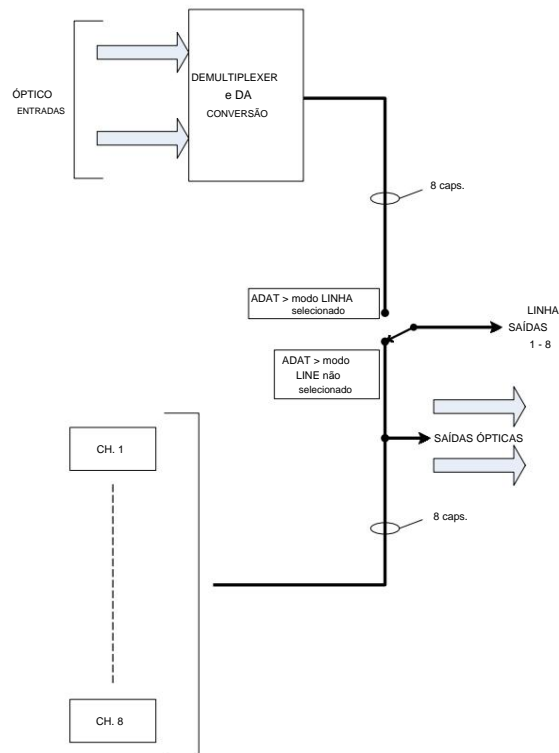 ÓPTICO
ENTRADAS
DEMULTIPLEXER
e DA
CONVERSÃO
8 caps.
ADAT > modo LINHA
selecionado
LINHA
SAÍDAS
1 - 8
ADAT > modo
LINE não
selecionado
SAÍDAS ÓPTICAS
CH. 1
8 caps.
CH. 8